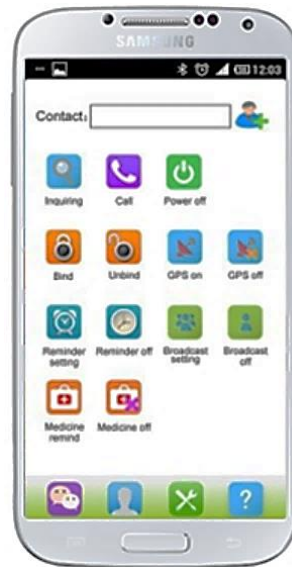 SAMSUNG
12:03
Contact:
Inquiring Call Power off
Bind Unbind GPS on GPS off
Reminder setting Reminder off Broadcast setting Broadcast off
Medicine remind Medicine off
?